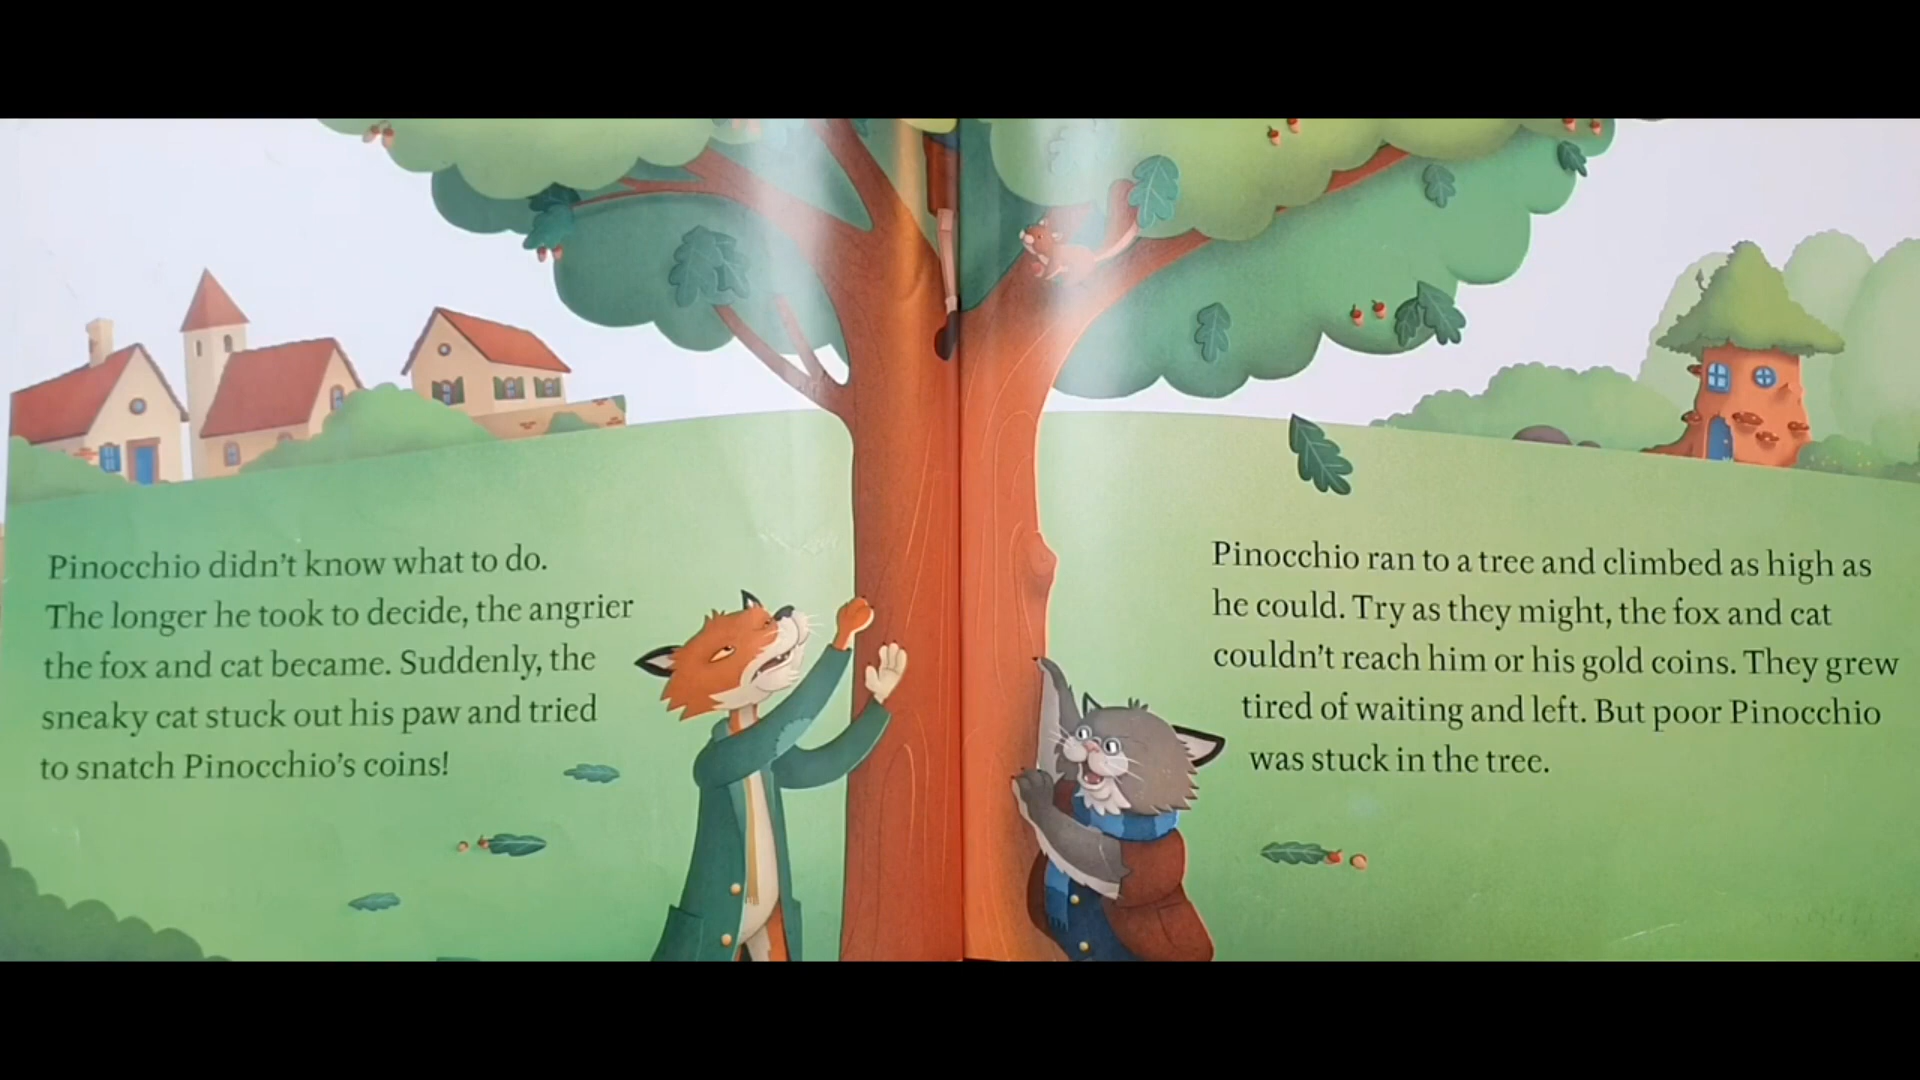 Pinocchio didn't know what to do.
The longer he took to decide, the angrier
the fox and cat became. Suddenly, the
sneaky cat stuck out his paw and tried
to snatch Pinocchio's coins!
Pinocchio ran to a tree and climbed as high as
he could. Try as they might, the fox and cat
couldn't reach him or his gold coins. They grew
tired of waiting and left. But poor Pinocchio
was stuck in the tree.